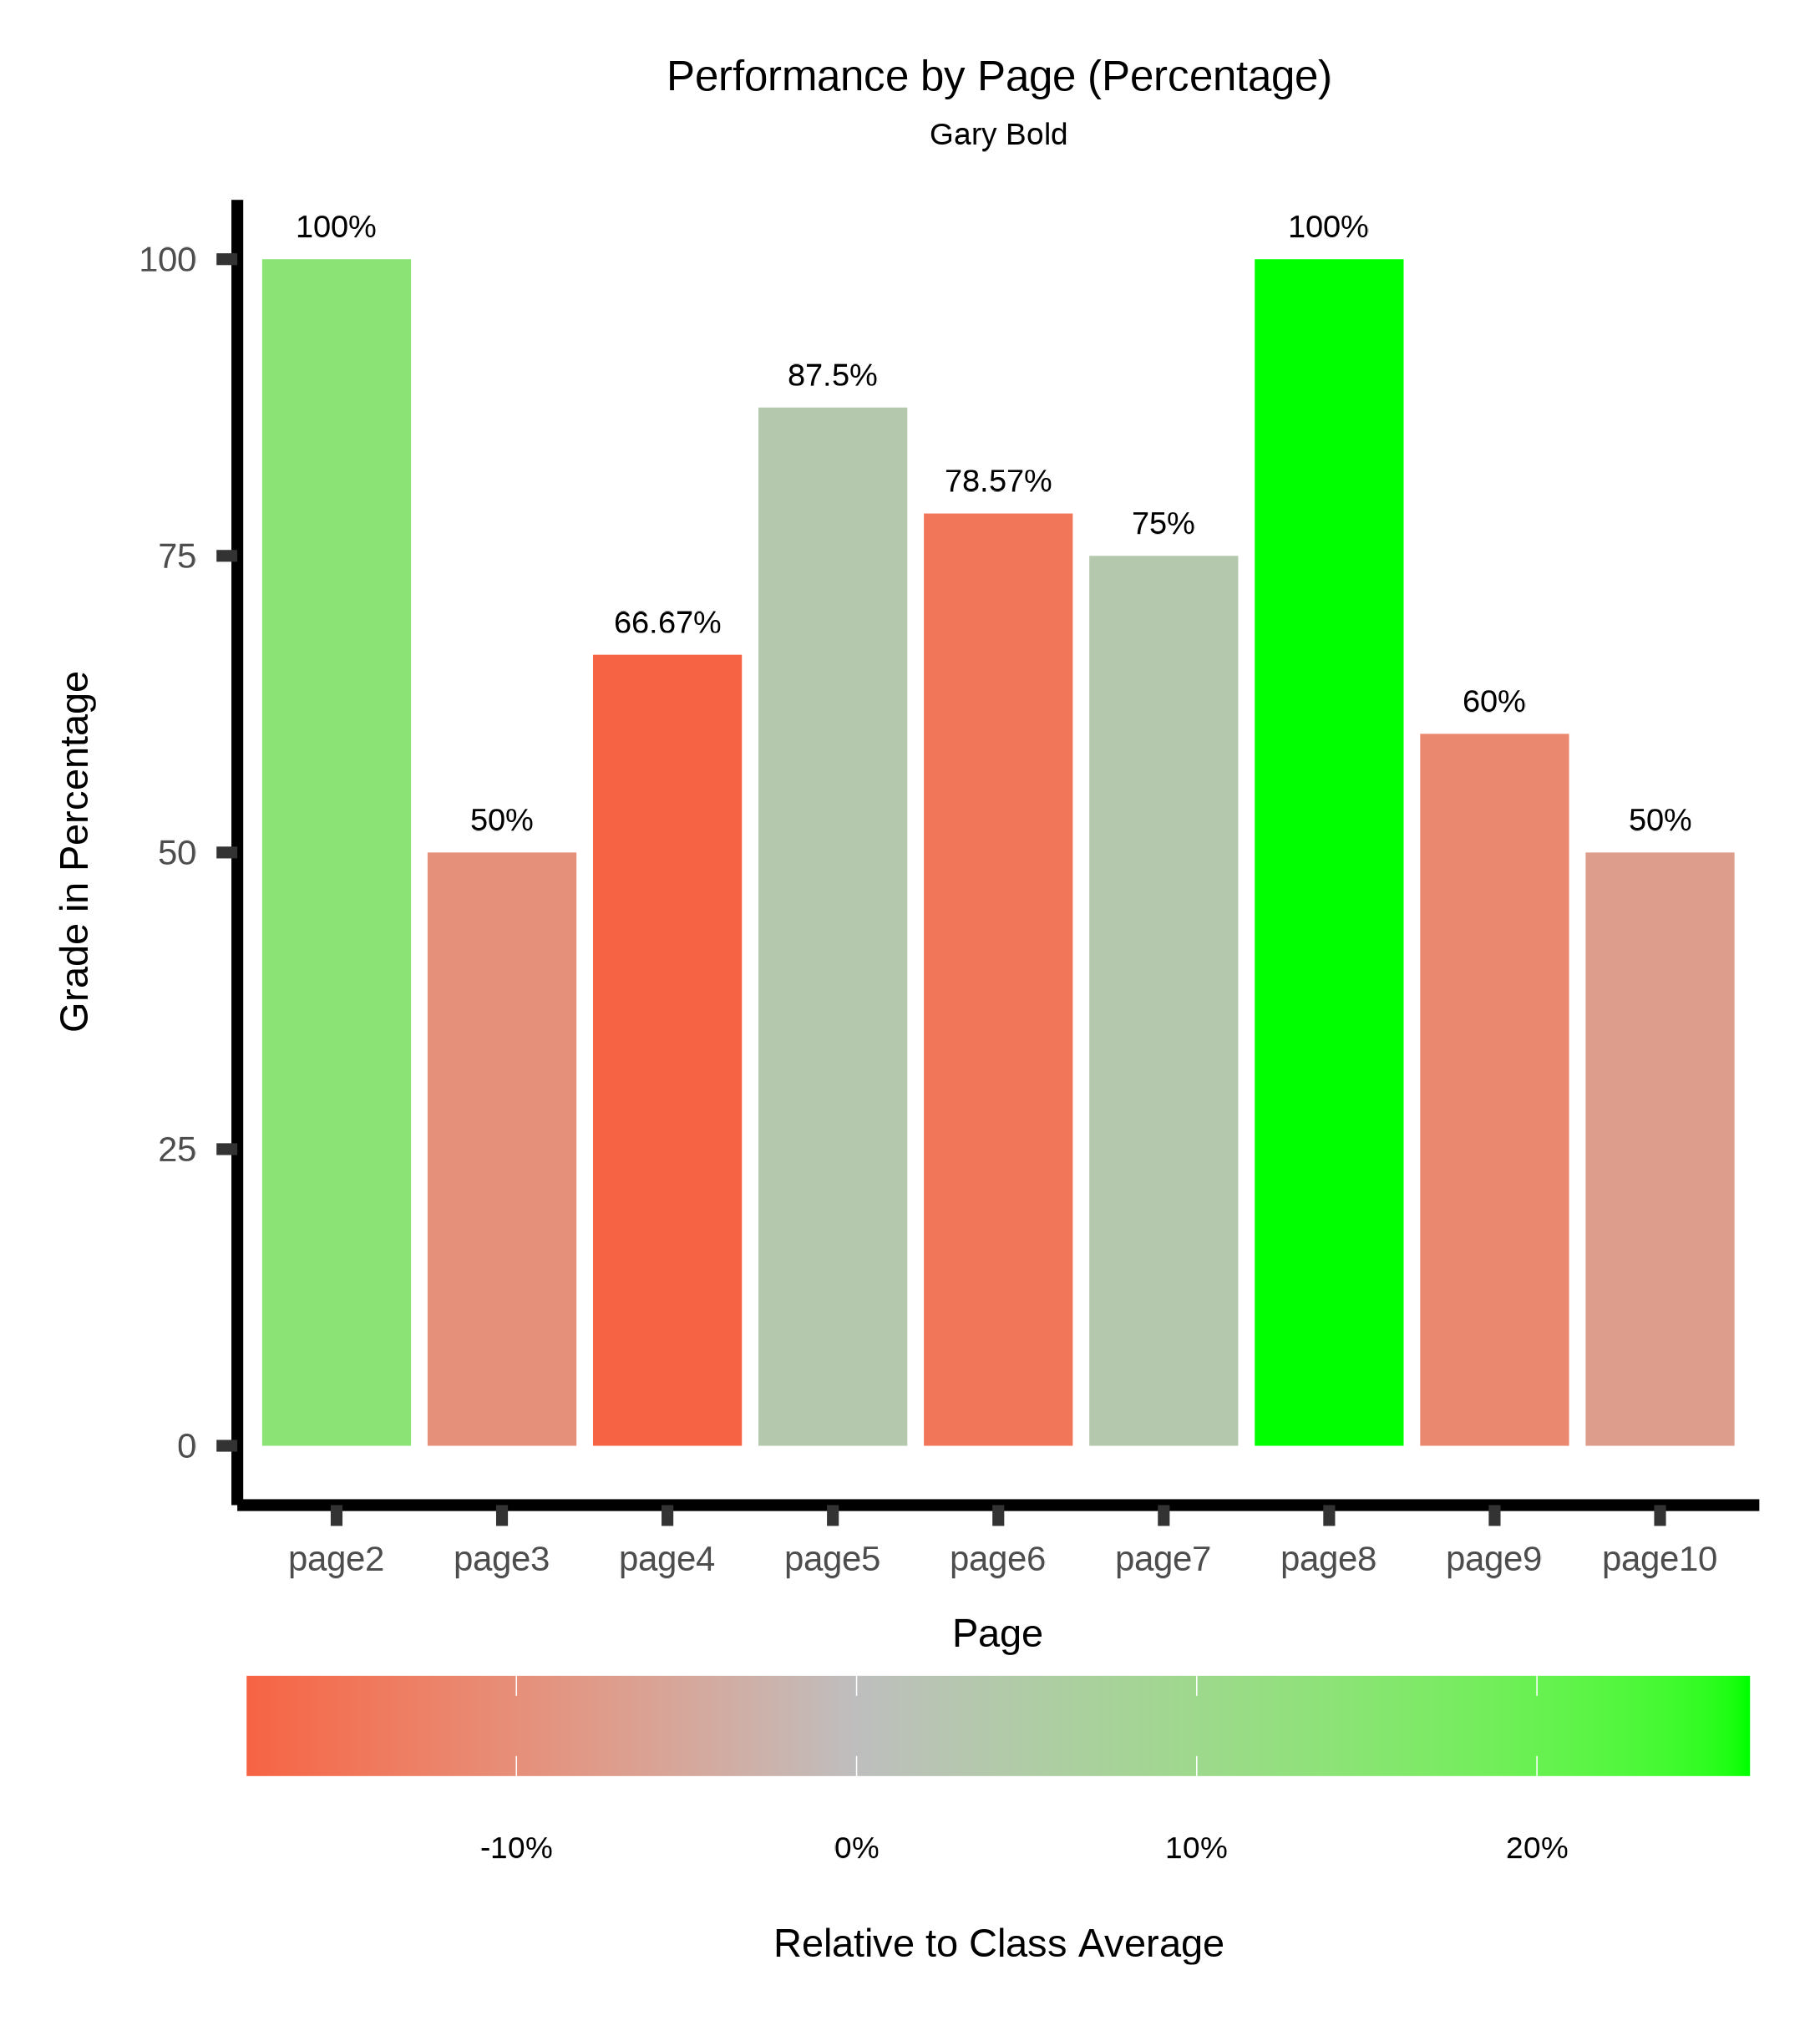 Performance by Page (Percentage)
Gary Bold
Grade in Percentage
100
75
50
25
0
100%
50%
66.67%
87.5%
78.57%
75%
100%
60%
50%
page2 page3 page4 page5 page6 page7 page8 page9 page10
Page
-10% 0% 10% 20%
Relative to Class Average